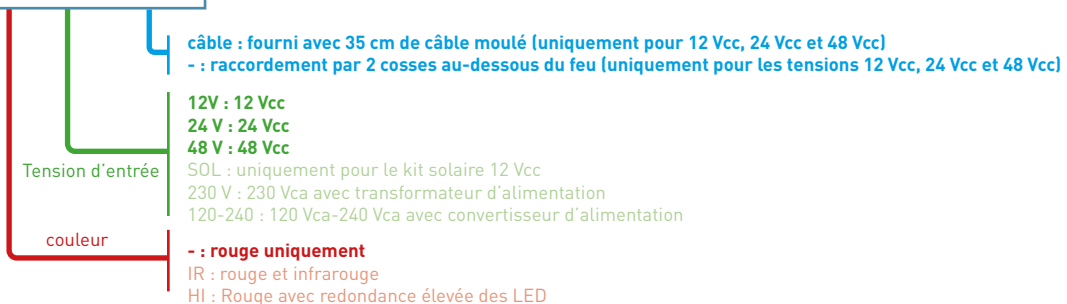 câble : fourni avec 35 cm de câble moulé (uniquement pour 12 Vcc, 24 Vcc et 48 Vcc)
- : raccordement par 2 cosses au-dessous du feu (uniquement pour les tensions 12 Vcc, 24 Vcc et 48 Vcc)
12V : 12 Vcc
24 V : 24 Vcc
48 V : 48 Vcc
Tension d’entrée
SOL : uniquement pour le kit solaire 12 Vcc
230 V : 230 Vca avec transformateur d’alimentation
120-240 : 120 Vca-240 Vca avec convertisseur d’alimentation
couleur
- : rouge uniquement
IR : rouge et infrarouge
HI : Rouge avec redondance élevée des LED